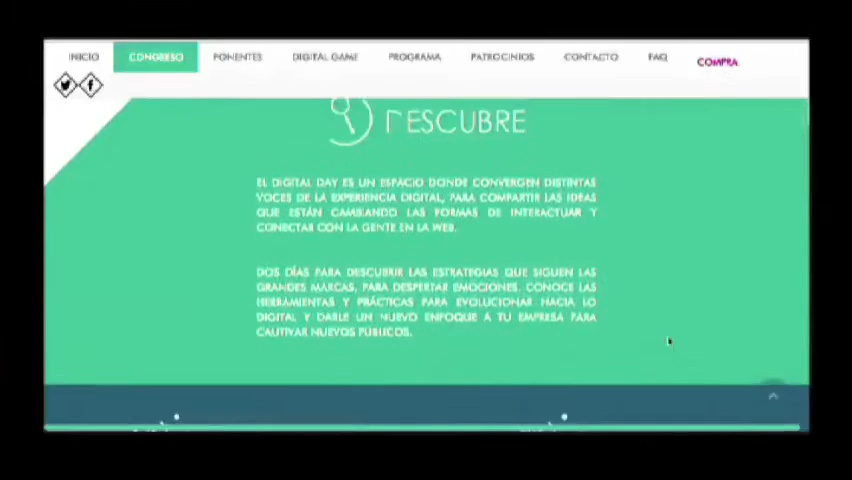 INICIO
CONGRESO
PONENTES
DIGITAL GAME
PROGRAMA
PATROCINIOS
CONTACTO
FAQ
COMPRA
DESCUBRE
EL DIGITAL DAY ES UN ESPACIO DONDE CONVERGEN DISTINTAS
VOCES DE LA EXPERIENCIA DIGITAL, PARA COMPARTIR LAS IDEAS
QUE ESTÁN CAMBIANDO LAS FORMAS DE INTERACTUAR Y
CONECTAR CON LA GENTE EN LA WEB.
DOS DÍAS PARA DESCUBRIR LAS ESTRATEGIAS QUE SIGUEN LAS
GRANDES MARCAS, PARA DESPERTAR EMOCIONES. CONOCE LAS
HERRAMIENTAS Y PRÁCTICAS PARA EVOLUCIONAR HACIA LO
DIGITAL Y DARLE UN NUEVO ENFOQUE A TU EMPRESA PARA
CAUTIVAR NUEVOS PÚBLICOS.